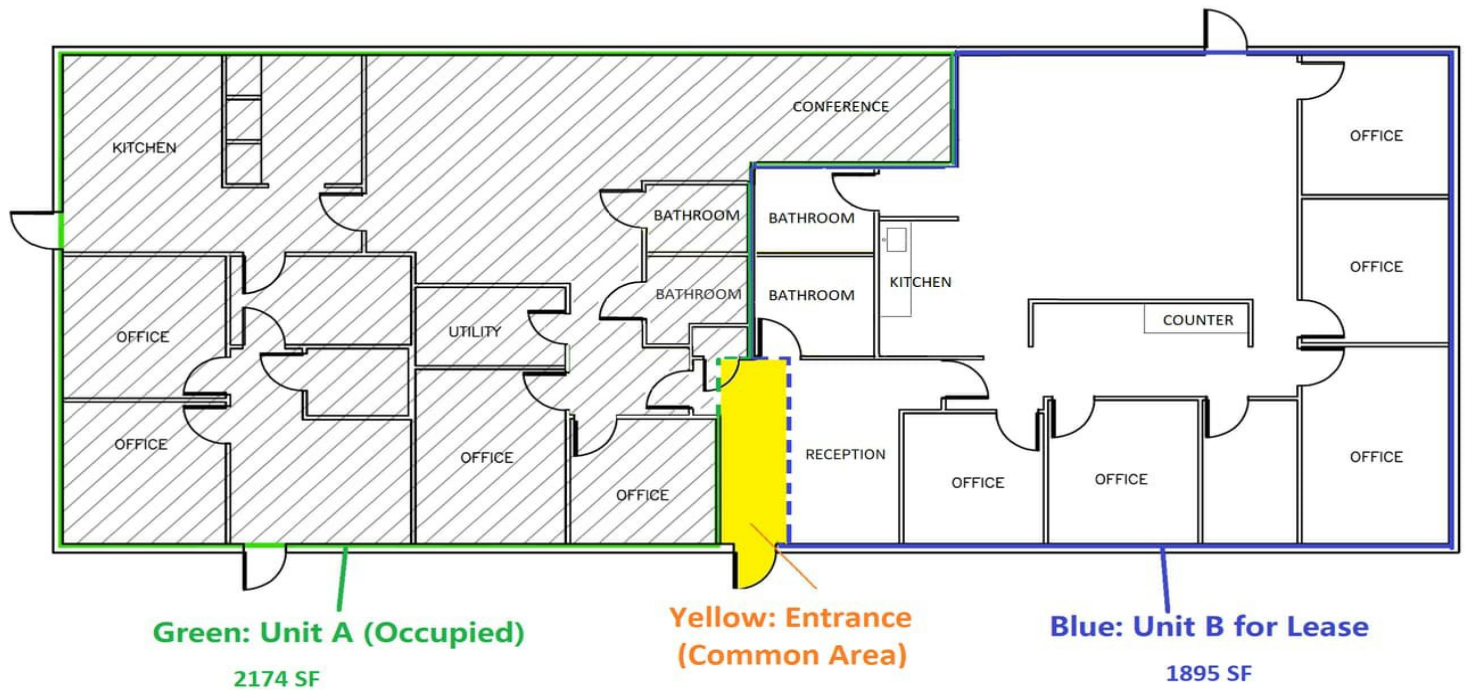 CONFERENCE
KITCHEN
OFFICE
BATHROOM
BATHROOM
OFFICE
KITCHEN
BATHROOM
BATHROOM
COUNTER
UTILITY
OFFICE
OFFICE
OFFICE
OFFICE
RECEPTION
OFFICE
OFFICE
OFFICE
OFFICE
Green: Unit A (Occupied)
2174 SF
Yellow: Entrance
(Common Area)
Blue: Unit B for Lease
1895 SF